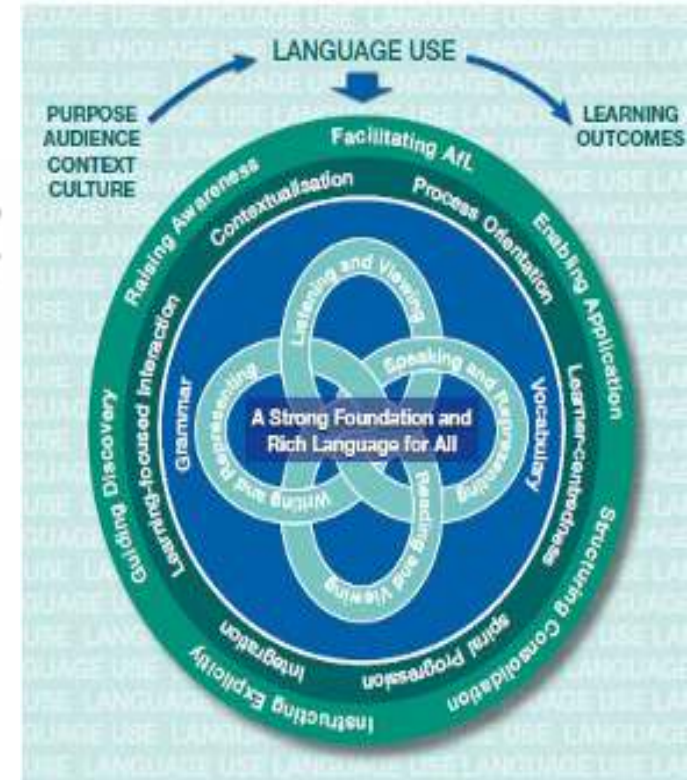 LANGUAGE USE
PURPOSE
AUDIENCE
CONTEXT
CULTURE
LEARNING
OUTCOMES
Facilitating AfL
Enabling Application
Structuring Consolidation
Instructing Explicitly
Guiding Discovery
Raising Awareness
Contextualisation
Process Orientation
Learner-centredness
spiral Progression
Integration
Learning-focused Interaction
Grammar
Vocabulary
Listening and Viewing
Speaking and Representing
Reading and Viewing
Writing and Representing
A Strong Foundation and
Rich Language for All